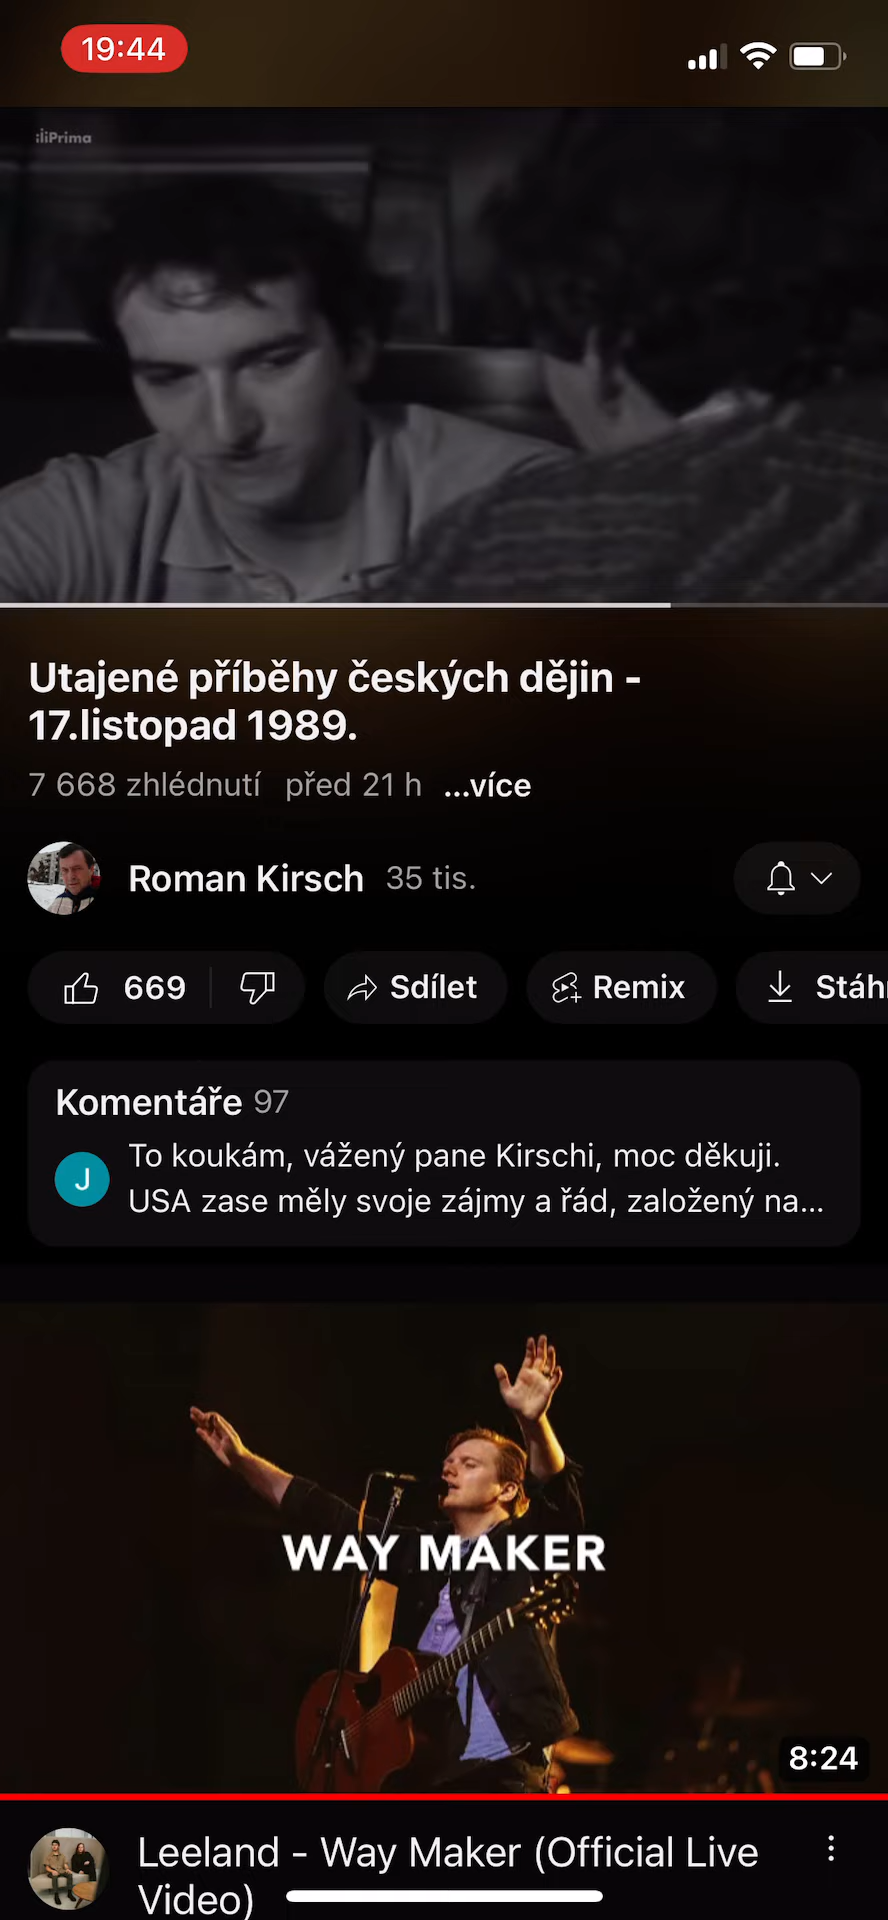 19:44
iPrima
Utajené příběhy českých dějin -
17.listopad 1989.
7 668 zhlédnutí před 21 h ...více
Roman Kirsch 35 tis.
669 Sdílet Remix Stáh
Komentáře 97
To koukám, vážený pane Kirschi, moc děkuji.
J
USA zase měly svoje zájmy a řád, založený na...
WAY MAKER
8:24
Leeland - Way Maker (Official Live
Video)